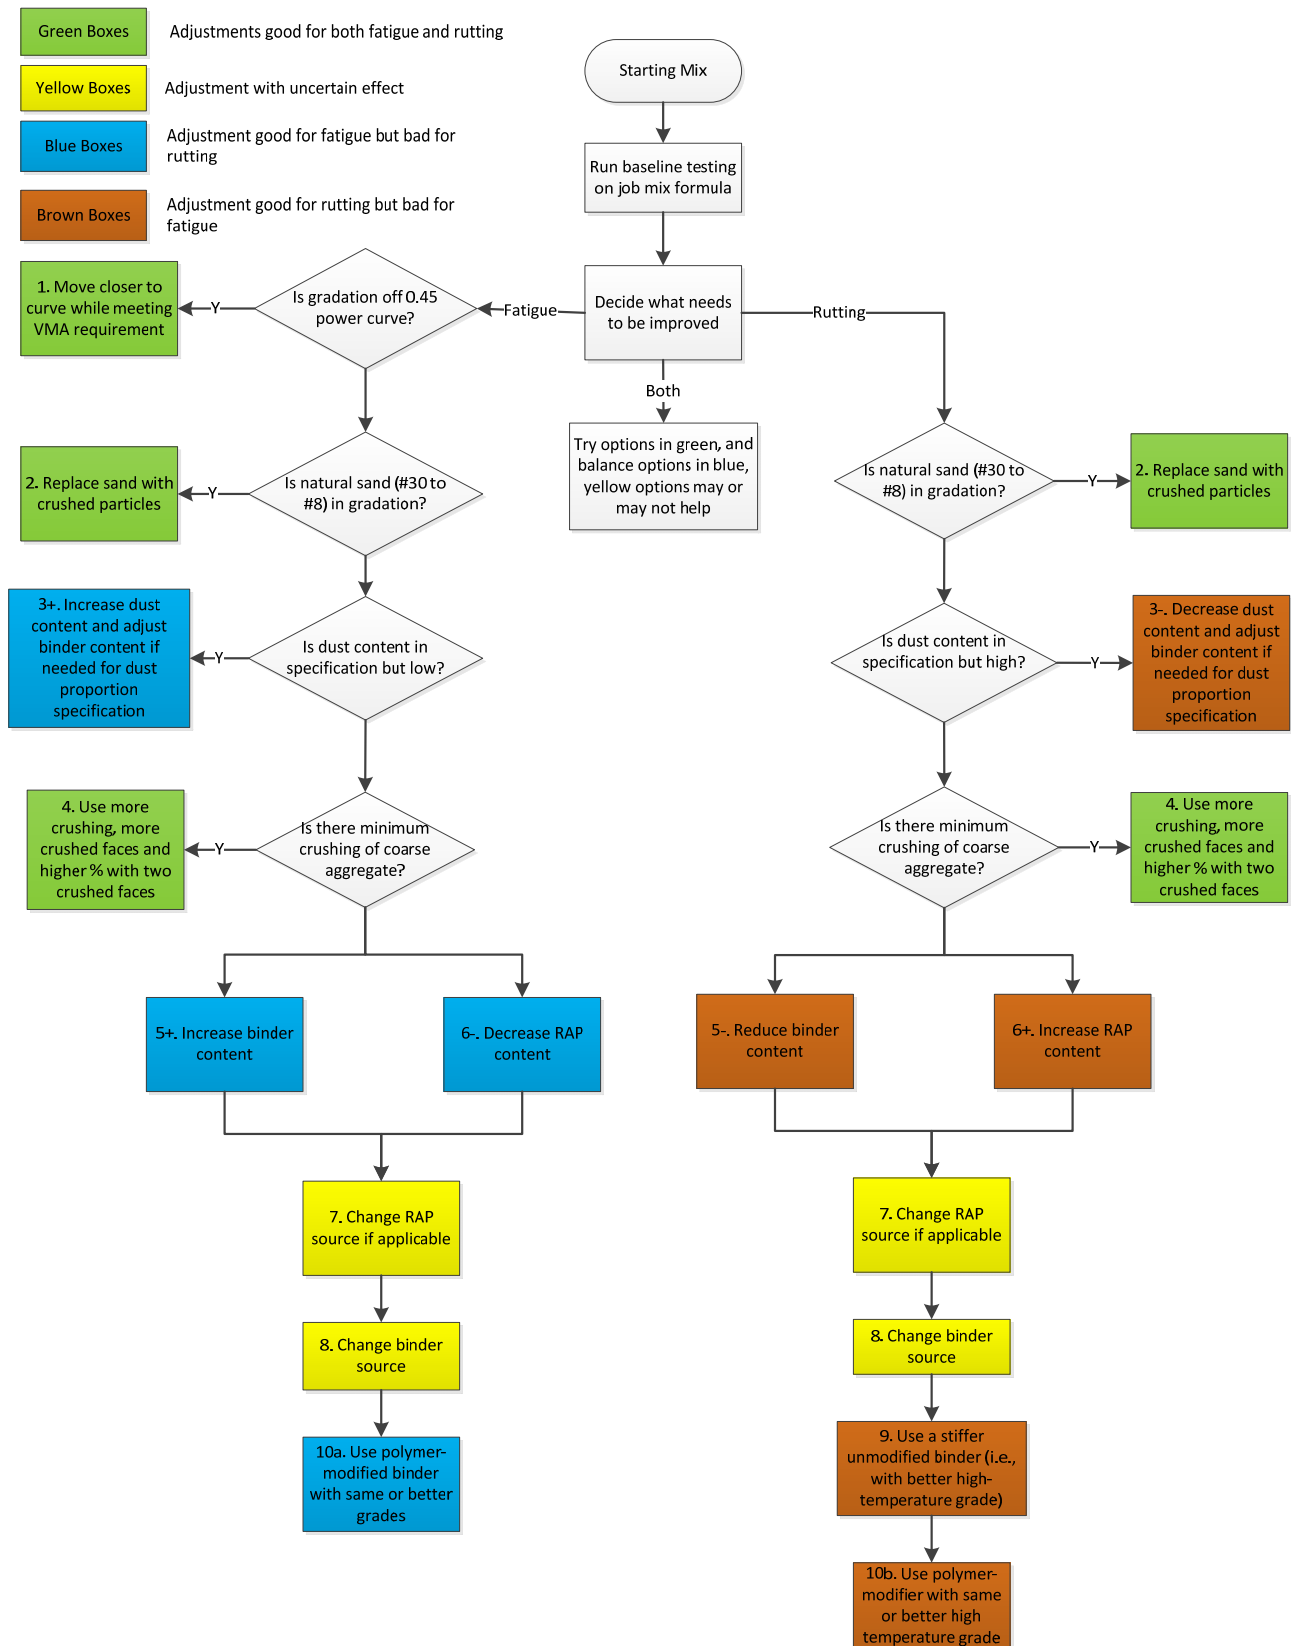 Green Boxes
Adjustments good for both fatigue and rutting
Yellow Boxes
Adjustment with uncertain effect
Blue Boxes
Adjustment good for fatigue but bad for
rutting
Brown Boxes
Adjustment good for rutting but bad for
fatigue
Starting Mix
Run baseline testing
on job mix formula
Decide what needs
to be improved
Fatigue
Rutting
Both
Try options in green, and
balance options in blue,
yellow options may or
may not help
Is gradation off 0.45
power curve?
Y
1. Move closer to
curve while meeting
VMA requirement
Is natural sand (#30 to
#8) in gradation?
Y
2. Replace sand with
crushed particles
Is dust content in
specification but low?
Y
3+. Increase dust
content and adjust
binder content if
needed for dust
proportion
specification
Is there minimum
crushing of coarse
aggregate?
Y
4. Use more
crushing, more
crushed faces and
higher % with two
crushed faces
5+. Increase binder
content
6-. Decrease RAP
content
7. Change RAP
source if applicable
8. Change binder
source
10a. Use polymer-
modified binder
with same or better
grades
Is natural sand (#30 to
#8) in gradation?
Y
2. Replace sand with
crushed particles
Is dust content in
specification but high?
Y
3-. Decrease dust
content and adjust
binder content if
needed for dust
proportion
specification
Is there minimum
crushing of coarse
aggregate?
Y
4. Use more
crushing, more
crushed faces and
higher % with two
crushed faces
5-. Reduce binder
content
6+. Increase RAP
content
7. Change RAP
source if applicable
8. Change binder
source
9. Use a stiffer
unmodified binder (i.e.,
with better high-
temperature grade)
10b. Use polymer-
modifier with same
or better high
temperature grade